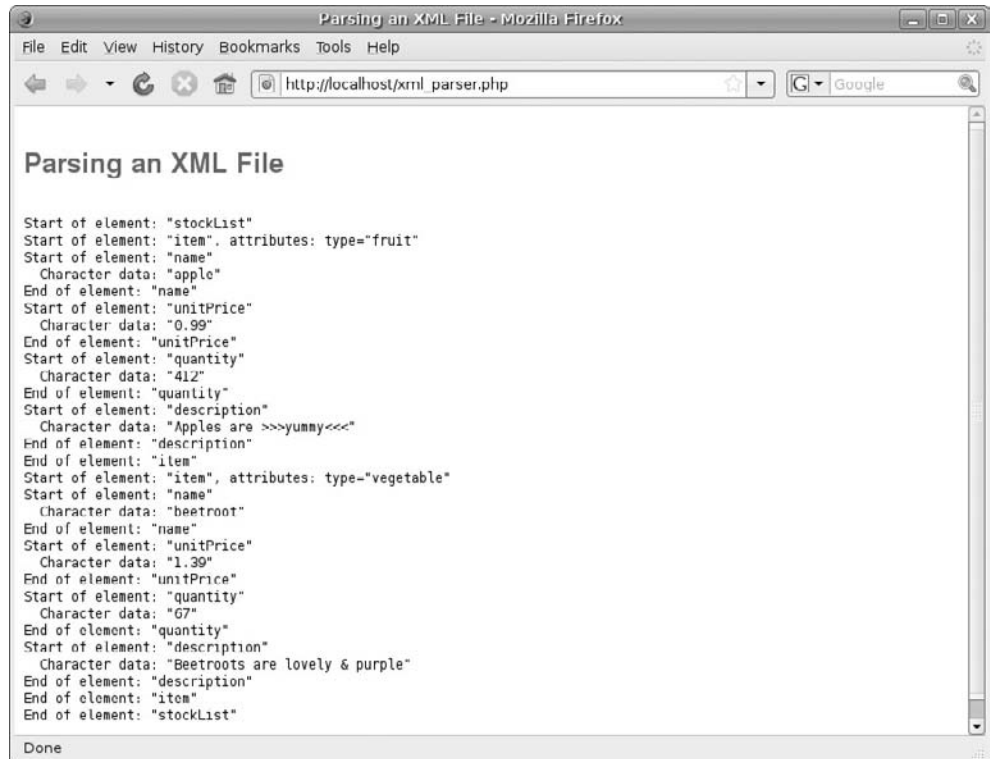 Parsing an XML File - Mozilla Firefox
File Edit View History Bookmarks Tools Help
http://localhost/xml_parser.php
G Google
Parsing an XML File
Start of element: "stockList"
Start of element: "item", attributes: type="fruit"
Start of element: "name"
Character data: "apple"
End of element: "name"
Start of element: "unitPrice"
Character data: "0.99"
End of element: "unitPrice"
Start of element: "quantity"
Character data: "412"
End of element: "quantity"
Start of element: "description"
Character data: "Apples are >>>yummy<<<"
End of element: "description"
End of element: "item"
Start of element: "item", attributes: type="vegetable"
Start of element: "name"
Character data: "beetroot"
End of element: "name"
Start of element: "unitPrice"
Character data: "1.39"
End of element: "unitPrice"
Start of element: "quantity"
Character data: "67"
End of element: "quantity"
Start of element: "description"
Character data: "Beetroots are lovely & purple"
End of element: "description"
End of element: "item"
End of element: "stockList"
Done